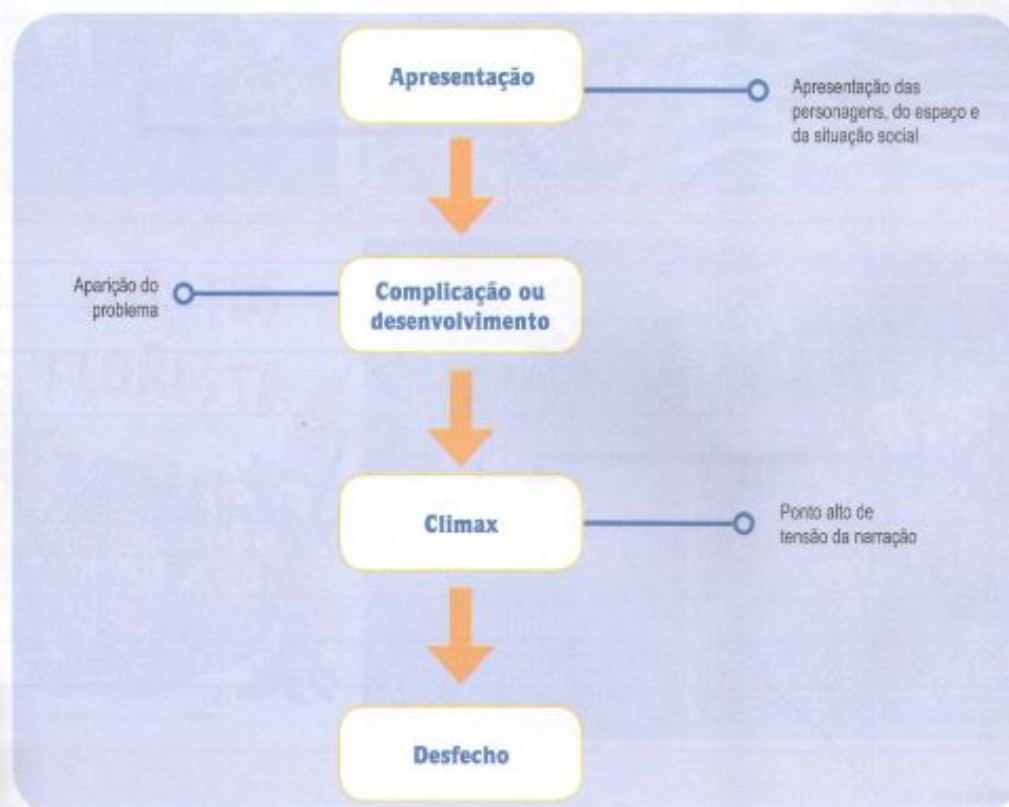 Apresentação
Apresentação das
personagens, do espaço e
da situação social
Aparição do
problema
Complicação ou
desenvolvimento
Climax
Ponto alto de
tensão da narração
Desfecho